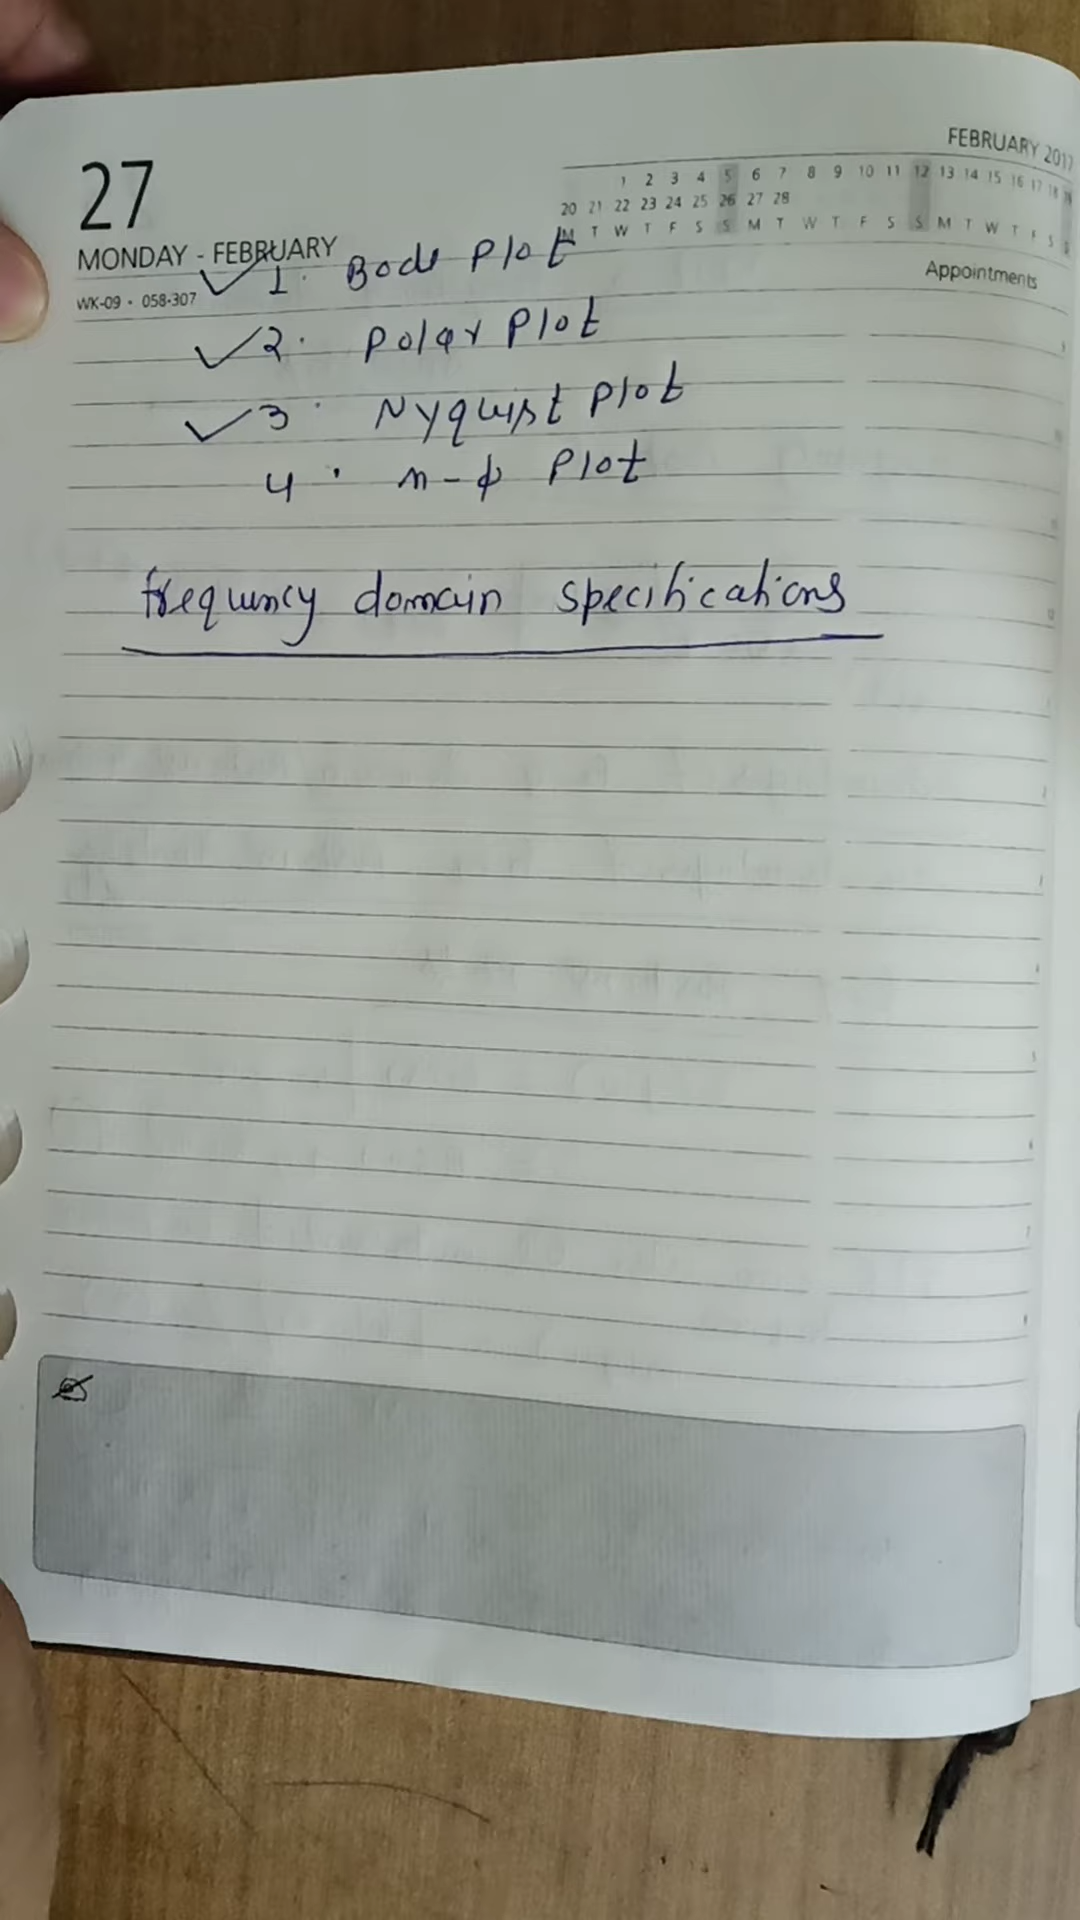 FEBRUARY 2017
27
1 2 3 4 5 6 7 8 9 10 11 12 13 14 15 16 17 18 19
20 21 22 23 24 25 26 27 28
M T W T F S S M T W T F S S M T W T F S S
MONDAY - FEBRUARY
Appointments
WK-09 • 058-307
1. Bode Plot
2. Polar Plot
3. Nyquist Plot
4. M-φ Plot
frequency domain specifications